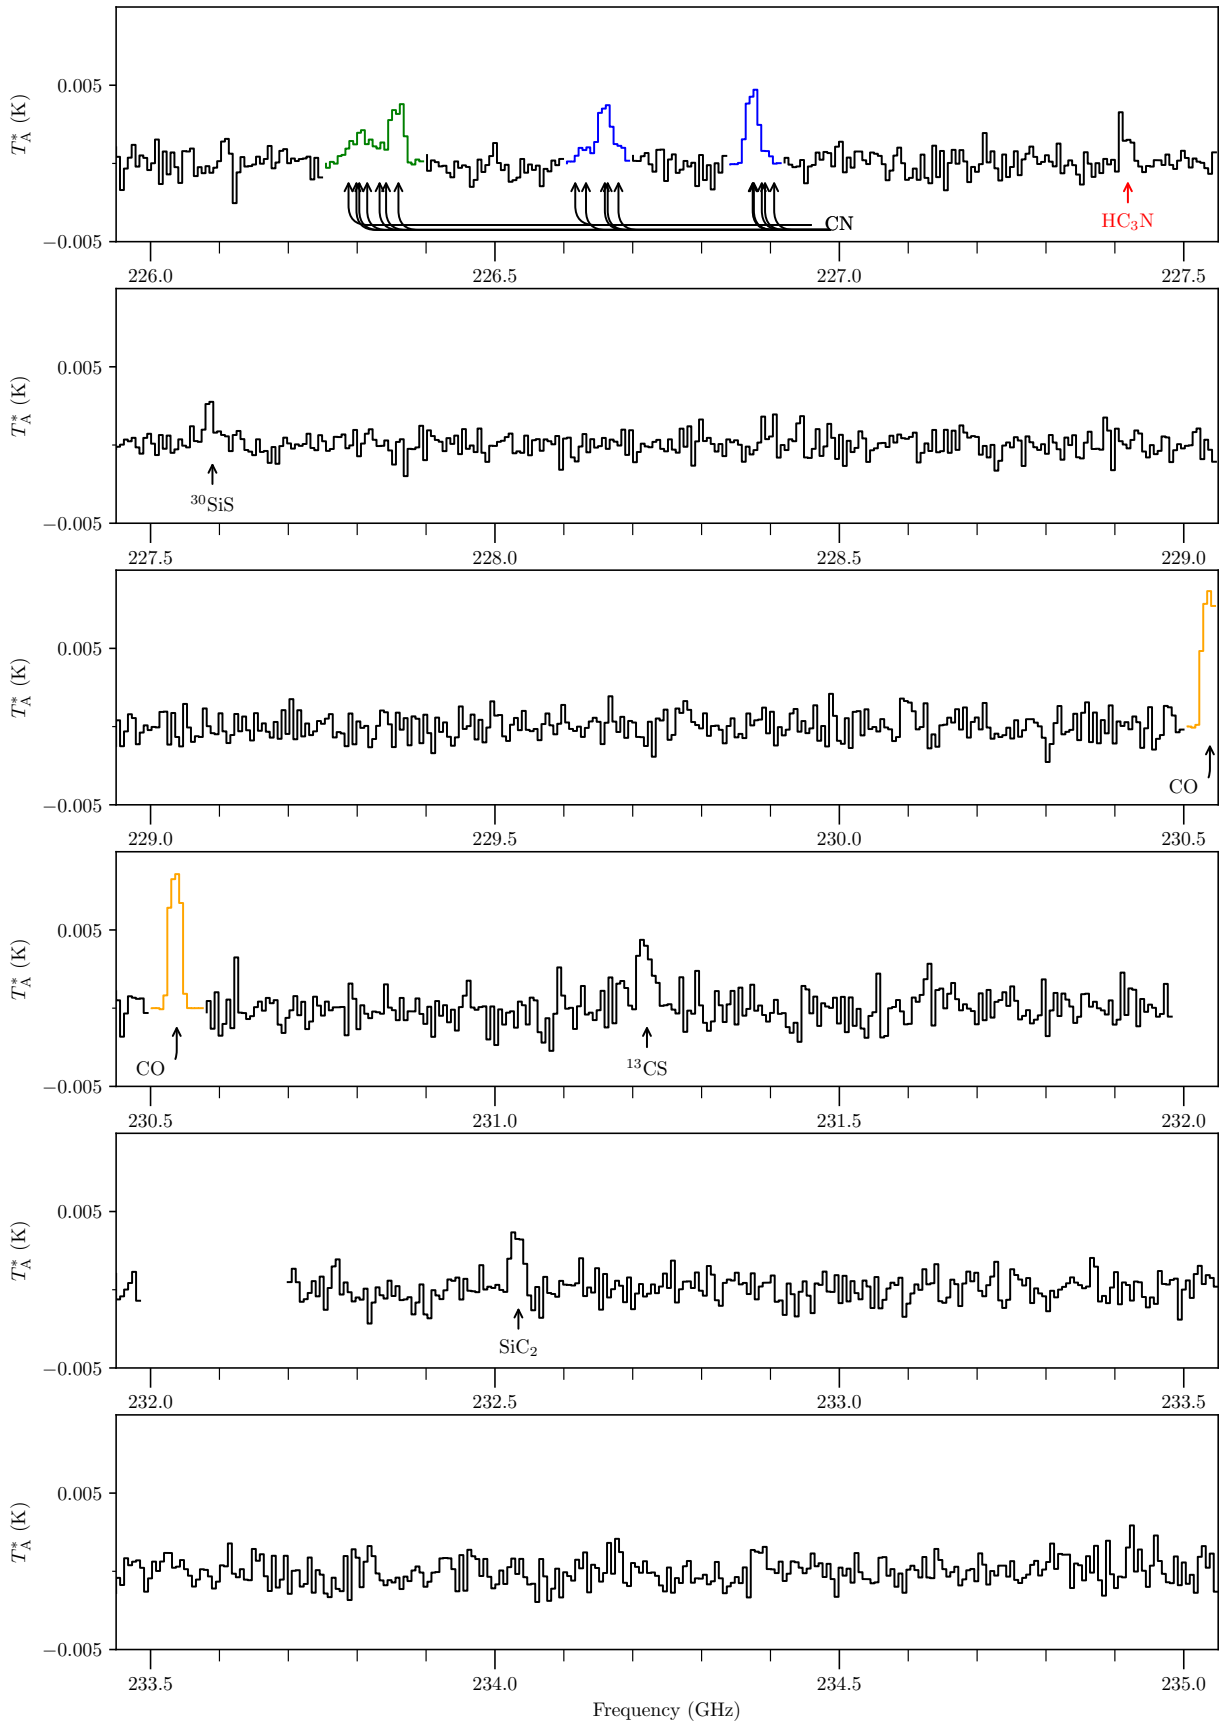 0.005
T*A (K)
CN
HC₃N
−0.005
226.0 226.5 227.0 227.5
0.005
T*A (K)
³⁰SiS
−0.005
227.5 228.0 228.5 229.0
0.005
T*A (K)
CO
−0.005
229.0 229.5 230.0 230.5
0.005
T*A (K)
CO
¹³CS
−0.005
230.5 231.0 231.5 232.0
0.005
T*A (K)
SiC₂
−0.005
232.0 232.5 233.0 233.5
0.005
T*A (K)
−0.005
233.5 234.0 234.5 235.0
Frequency (GHz)